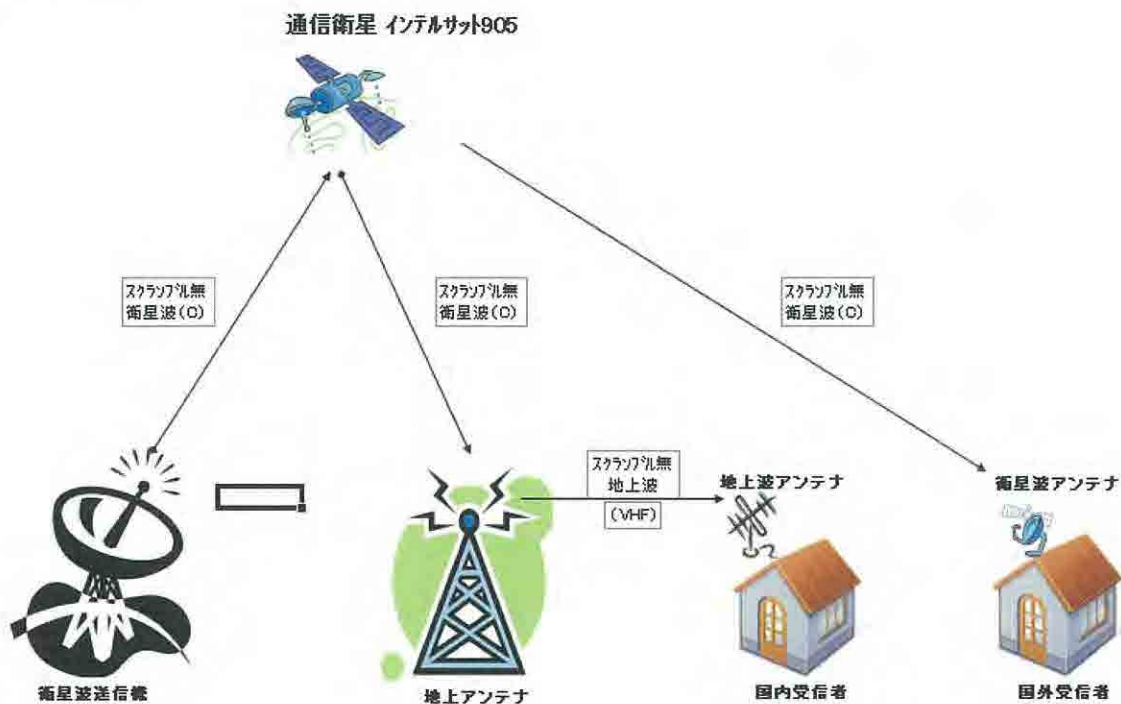 通信衛星 インテルサット905
スクランブル無
衛星波(C)
スクランブル無
衛星波(C)
スクランブル無
衛星波(C)
スクランブル無
地上波
(VHF)
地上波アンテナ
衛星波アンテナ
衛星波送信機
地上アンテナ
国内受信者
国外受信者